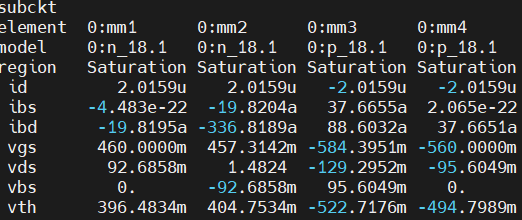 subckt
element 0:mm1 0:mm2 0:mm3 0:mm4
model 0:n_18.1 0:n_18.1 0:p_18.1 0:p_18.1
region Saturation Saturation Saturation Saturation
id 2.0159u 2.0159u -2.0159u -2.0159u
ibs -4.483e-22 -19.8204a 37.6655a 2.065e-22
ibd -19.8195a -336.8189a 88.6032a 37.6651a
vgs 460.0000m 457.3142m -584.3951m -560.0000m
vds 92.6858m 1.4824 -129.2952m -95.6049m
vbs 0. -92.6858m 95.6049m 0.
vth 396.4834m 404.7534m -522.7176m -494.7989m